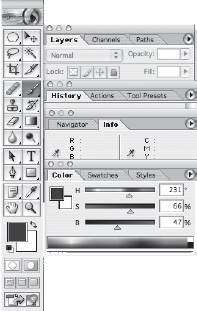 Layers Channels Paths
Normal Opacity:
Lock: Fill:
History Actions Tool Presets
Navigator Info
R : C :
G : M :
B : Y :
Color Swatches Styles
H 231 °
S 66 %
B 47 %
T